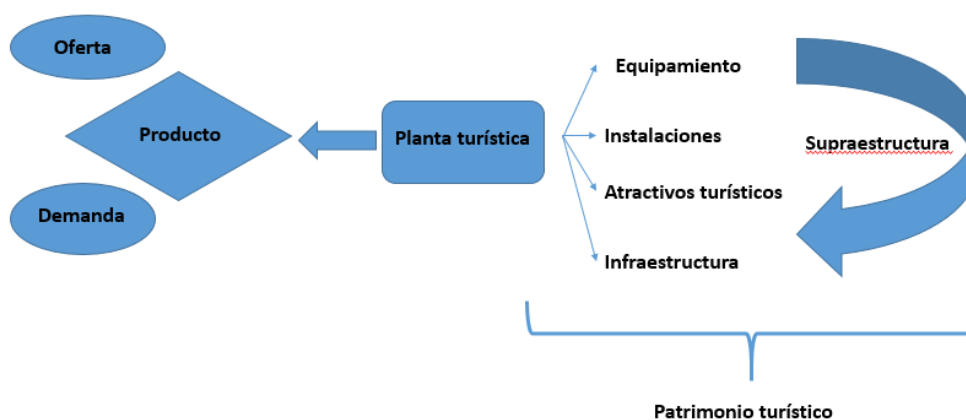 Oferta
Producto
Demanda
Planta turística
Equipamiento
Instalaciones
Atractivos turísticos
Infraestructura
Supraestructura
Patrimonio turístico